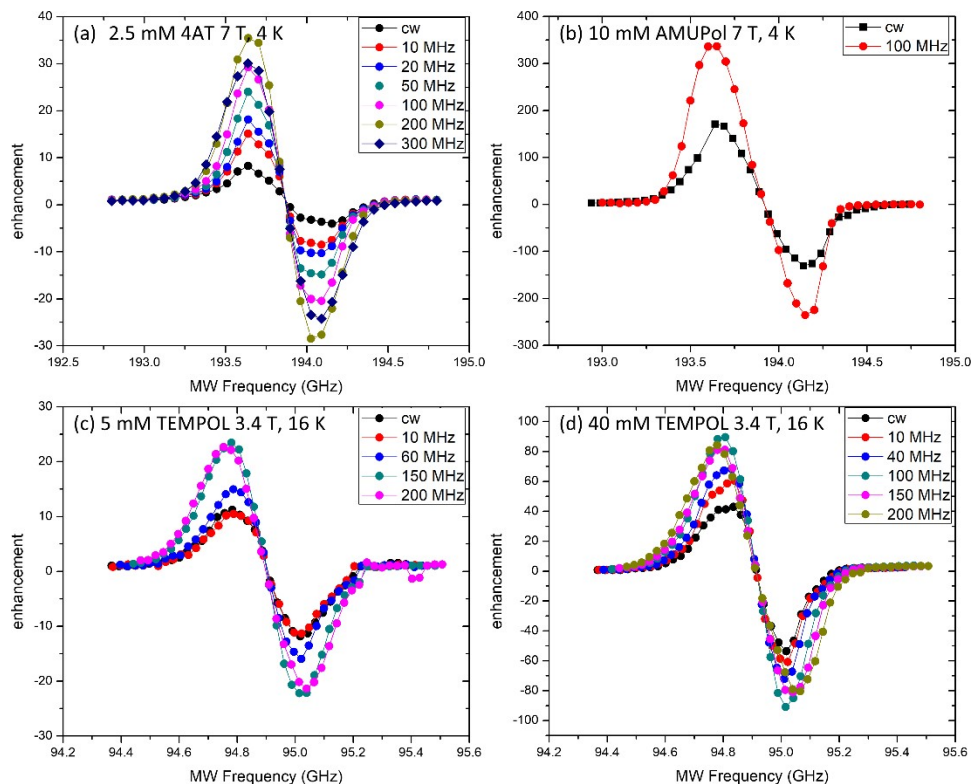 (a) 2.5 mM 4AT 7 T, 4 K
cw
10 MHz
20 MHz
50 MHz
100 MHz
200 MHz
300 MHz
enhancement
40
30
20
10
0
-10
-20
-30
192.5 193.0 193.5 194.0 194.5 195.0
MW Frequency (GHz)
(b) 10 mM AMUPol 7 T, 4 K
cw
100 MHz
enhancement
400
300
200
100
0
-100
-200
-300
193.0 193.5 194.0 194.5 195.0
MW Frequency (GHz)
(c) 5 mM TEMPOL 3.4 T, 16 K
cw
10 MHz
60 MHz
150 MHz
200 MHz
enhancement
30
20
10
0
-10
-20
-30
94.2 94.4 94.6 94.8 95.0 95.2 95.4 95.6
MW Frequency (GHz)
(d) 40 mM TEMPOL 3.4 T, 16 K
cw
10 MHz
40 MHz
100 MHz
150 MHz
200 MHz
enhancement
100
80
60
40
20
0
-20
-40
-60
-80
-100
94.2 94.4 94.6 94.8 95.0 95.2 95.4 95.6
MW Frequency (GHz)